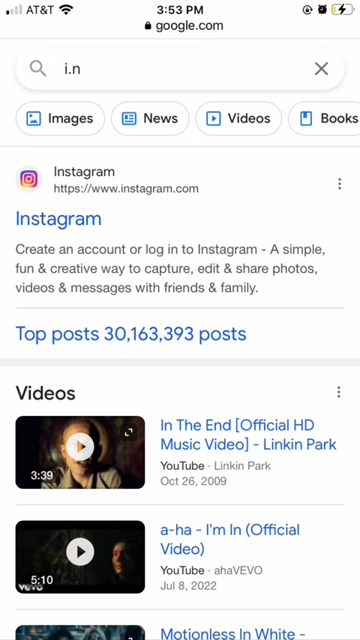 AT&T 3:53 PM
google.com
i.n
Images News Videos Books
Instagram
https://www.instagram.com
Instagram
Create an account or log in to Instagram - A simple,
fun & creative way to capture, edit & share photos,
videos & messages with friends & family.
Top posts 30,163,393 posts
Videos
In The End [Official HD
Music Video] - Linkin Park
3:39
YouTube · Linkin Park
Oct 26, 2009
a-ha - I'm In (Official
Video)
5:10
vevo
YouTube · ahaVEVO
Jul 8, 2022
Motionless In White -